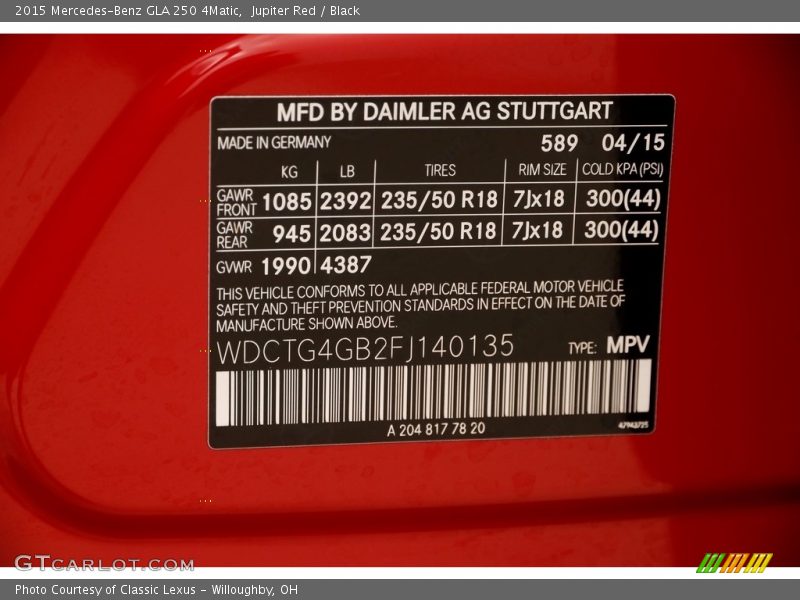 2015 Mercedes-Benz GLA 250 4Matic, Jupiter Red / Black
MFD BY DAIMLER AG STUTTGART
MADE IN GERMANY 589 04/15
KG LB TIRES RIM SIZE COLD KPA (PSI)
GAWR FRONT 1085 2392 235/50 R18 7Jx18 300(44)
GAWR REAR 945 2083 235/50 R18 7Jx18 300(44)
GVWR 1990 4387
THIS VEHICLE CONFORMS TO ALL APPLICABLE FEDERAL MOTOR VEHICLE
SAFETY AND THEFT PREVENTION STANDARDS IN EFFECT ON THE DATE OF
MANUFACTURE SHOWN ABOVE.
WDCTG4GB2FJ140135 TYPE: MPV
A 204 817 78 20
GTCARLOT.COM
Photo Courtesy of Classic Lexus - Willoughby, OH